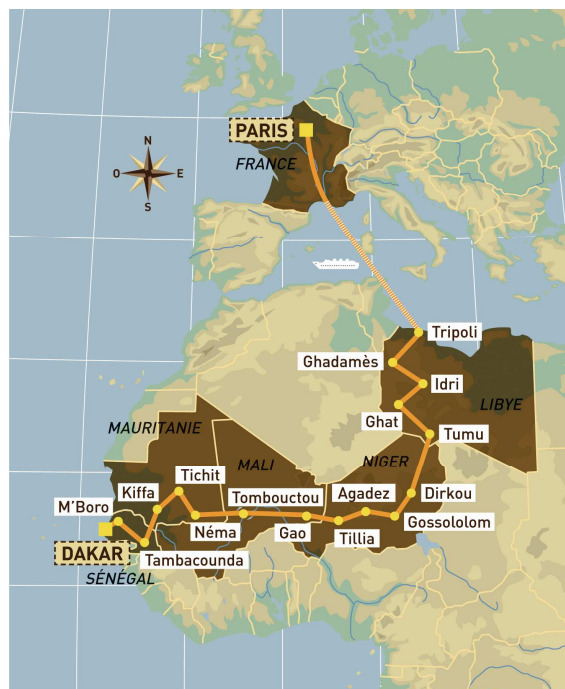 PARIS
FRANCE
N
O
E
S
Tripoli
Ghadamès
Idri
LIBYE
Ghat
MAURITANIE
Tumu
MALI
NIGER
Tichit
Kiffa
Agadez
Dirkou
M'Boro
Tombouctou
Gossololom
Néma
Gao
Tillia
DAKAR
Tambacounda
SÉNÉGAL